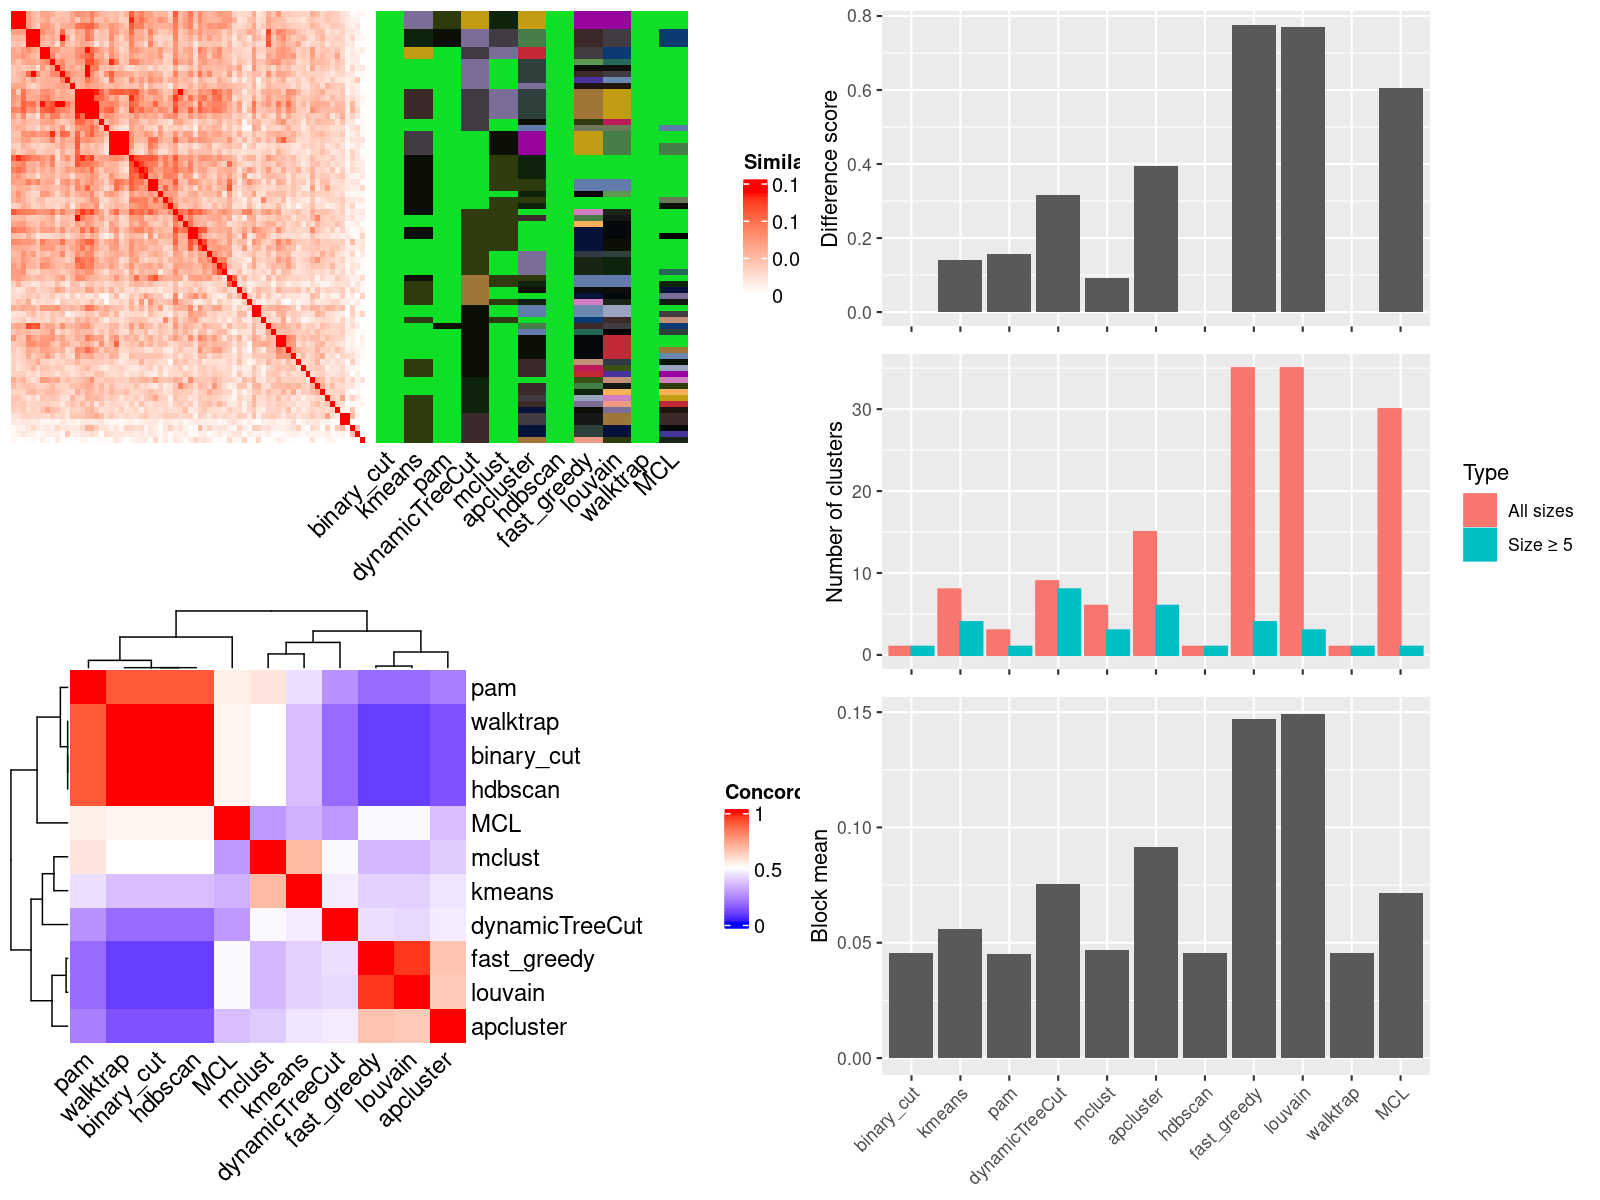 Simila
0.1
0.1
0.0
0
binary_cut
kmeans
pam
dynamicTreeCut
mclust
apcluster
hdbscan
fast_greedy
louvain
walktrap
MCL
pam
walktrap
binary_cut
hdbscan
MCL
mclust
kmeans
dynamicTreeCut
fast_greedy
louvain
apcluster
pam
walktrap
binary_cut
hdbscan
MCL
mclust
kmeans
dynamicTreeCut
fast_greedy
louvain
apcluster
Concord
1
0.5
0
Difference score
0.8
0.6
0.4
0.2
0.0
Number of clusters
30
20
10
0
Type
All sizes
Size ≥ 5
Block mean
0.15
0.10
0.05
0.00
binary_cut
kmeans
pam
dynamicTreeCut
mclust
apcluster
hdbscan
fast_greedy
louvain
walktrap
MCL